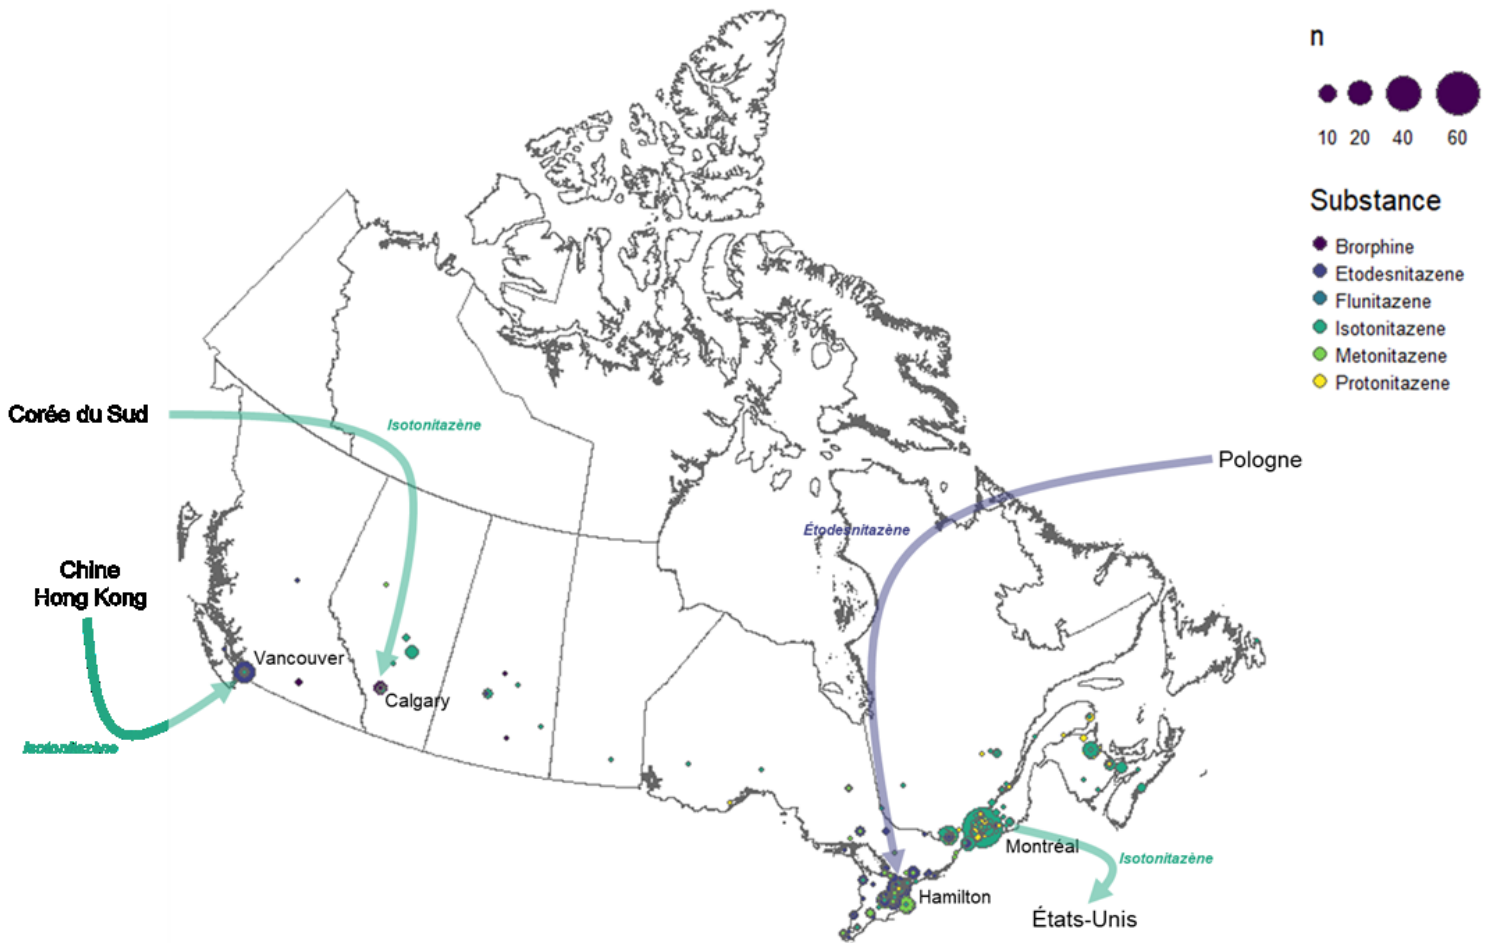 n
10 20 40 60
Substance
Brorphine
Etodesnitazene
Flunitazene
Isotonitazene
Metonitazene
Protonitazene
Corée du Sud
Isotonitazène
Pologne
Étodesnitazène
Chine
Hong Kong
Vancouver
Calgary
Isotonitazène
Montréal
Isotonitazène
Hamilton
États-Unis